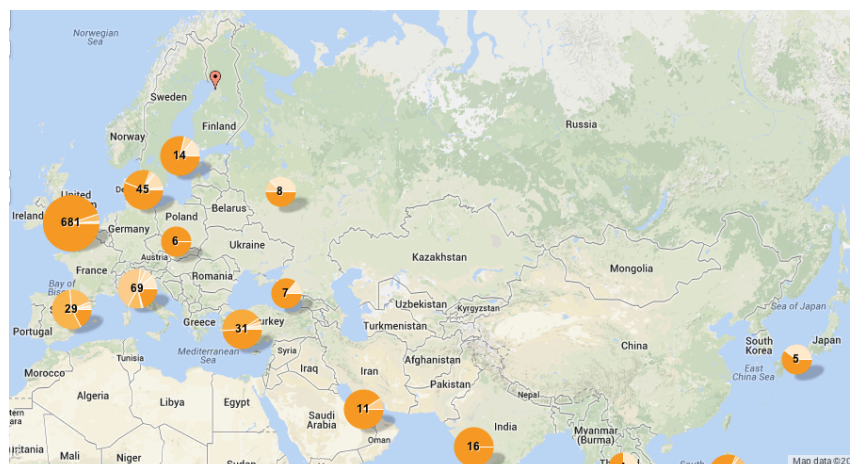 Norwegian
Sea
Sweden
Finland
Norway
Russia
14
45
8
United
Ireland
681
Poland
Belarus
Germany
6
Ukraine
Austria
Kazakhstan
France
Mongolia
Bay of
69
Romania
7
Uzbekistan
Kyrgyzstan
Sea of Japan
29
31
Greece
Turkmenistan
Portugal
China
South
Korea
Japan
Mediterranean
Sea
Syria
Afghanistan
5
Tunisia
Iraq
Iran
East
China Sea
Morocco
Pakistan
Algeria
Libya
Egypt
Nepal
Saudi
Arabia
11
Oman
India
Myanmar
(Burma)
16
Mali
Niger
Map data ©20